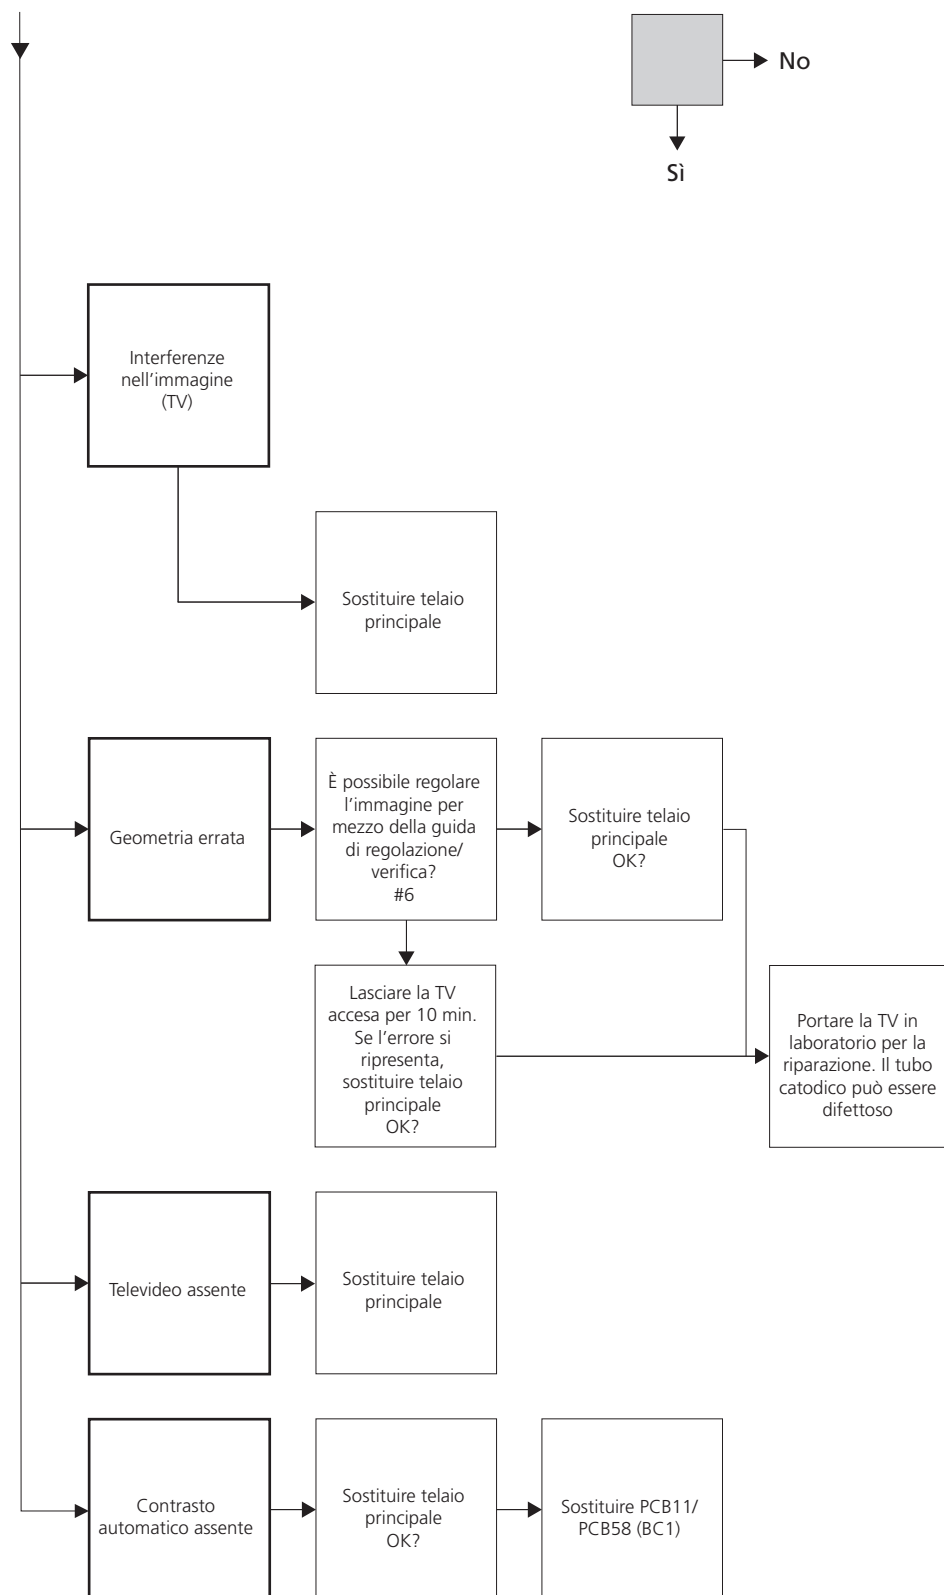 No
Sì
Interferenze
nell’immagine
(TV)
Sostituire telaio
principale
Geometria errata
È possibile regolare
l’immagine per
mezzo della guida
di regolazione/
verifica?
#6
Sostituire telaio
principale
OK?
Lasciare la TV
accesa per 10 min.
Se l’errore si
ripresenta,
sostituire telaio
principale
OK?
Portare la TV in
laboratorio per la
riparazione. Il tubo
catodico può essere
difettoso
Televideo assente
Sostituire telaio
principale
Contrasto
automatico assente
Sostituire telaio
principale
OK?
Sostituire PCB11/
PCB58 (BC1)